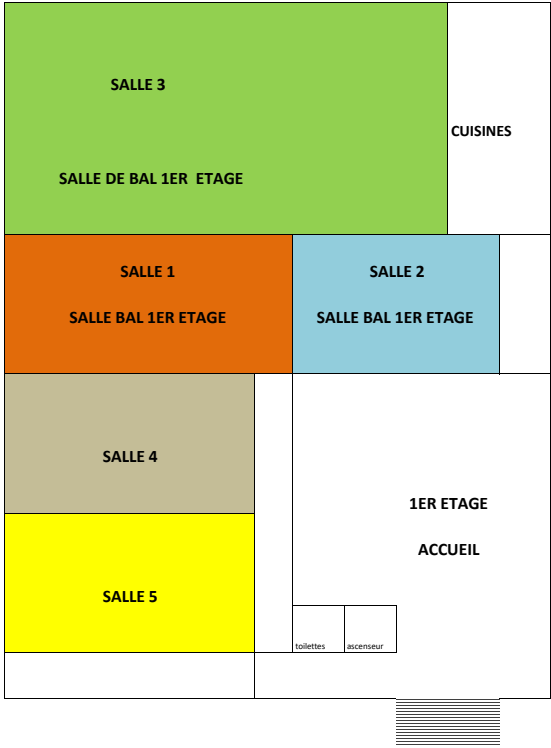 SALLE 3
CUISINES
SALLE DE BAL 1ER  ETAGE
SALLE 1
SALLE BAL 1ER ETAGE
SALLE 2
SALLE BAL 1ER ETAGE
SALLE 4
1ER ETAGE
ACCUEIL
SALLE 5
toilettes
ascenseur